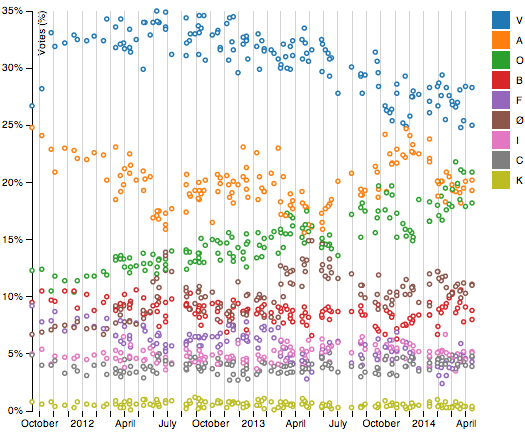 35%
30%
25%
20%
15%
10%
5%
0%
Votes (%)
October 2012 April July October 2013 April July October 2014 April
V
A
O
B
F
Ø
I
C
K